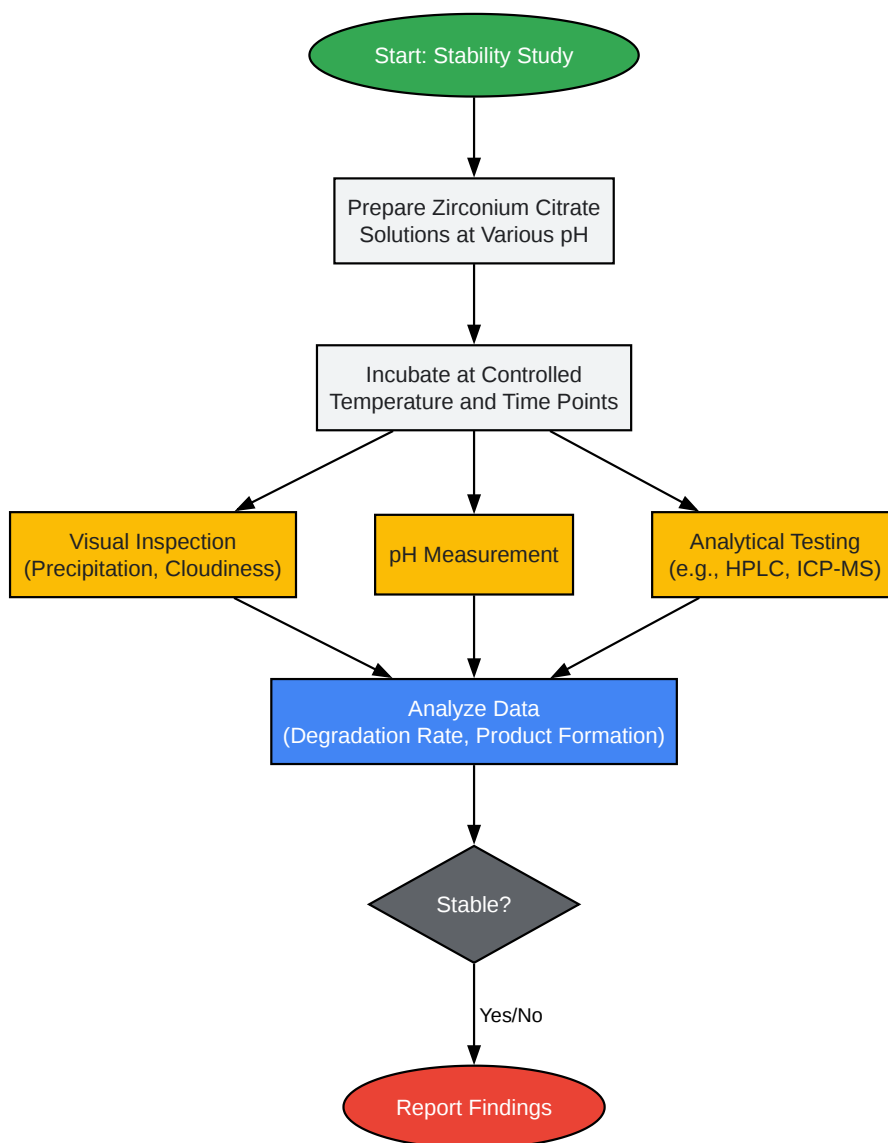 Start: Stability Study
Prepare Zirconium Citrate
Solutions at Various pH
Incubate at Controlled
Temperature and Time Points
Visual Inspection
(Precipitation, Cloudiness)
pH Measurement
Analytical Testing
(e.g., HPLC, ICP-MS)
Analyze Data
(Degradation Rate, Product Formation)
Stable?
Yes/No
Report Findings